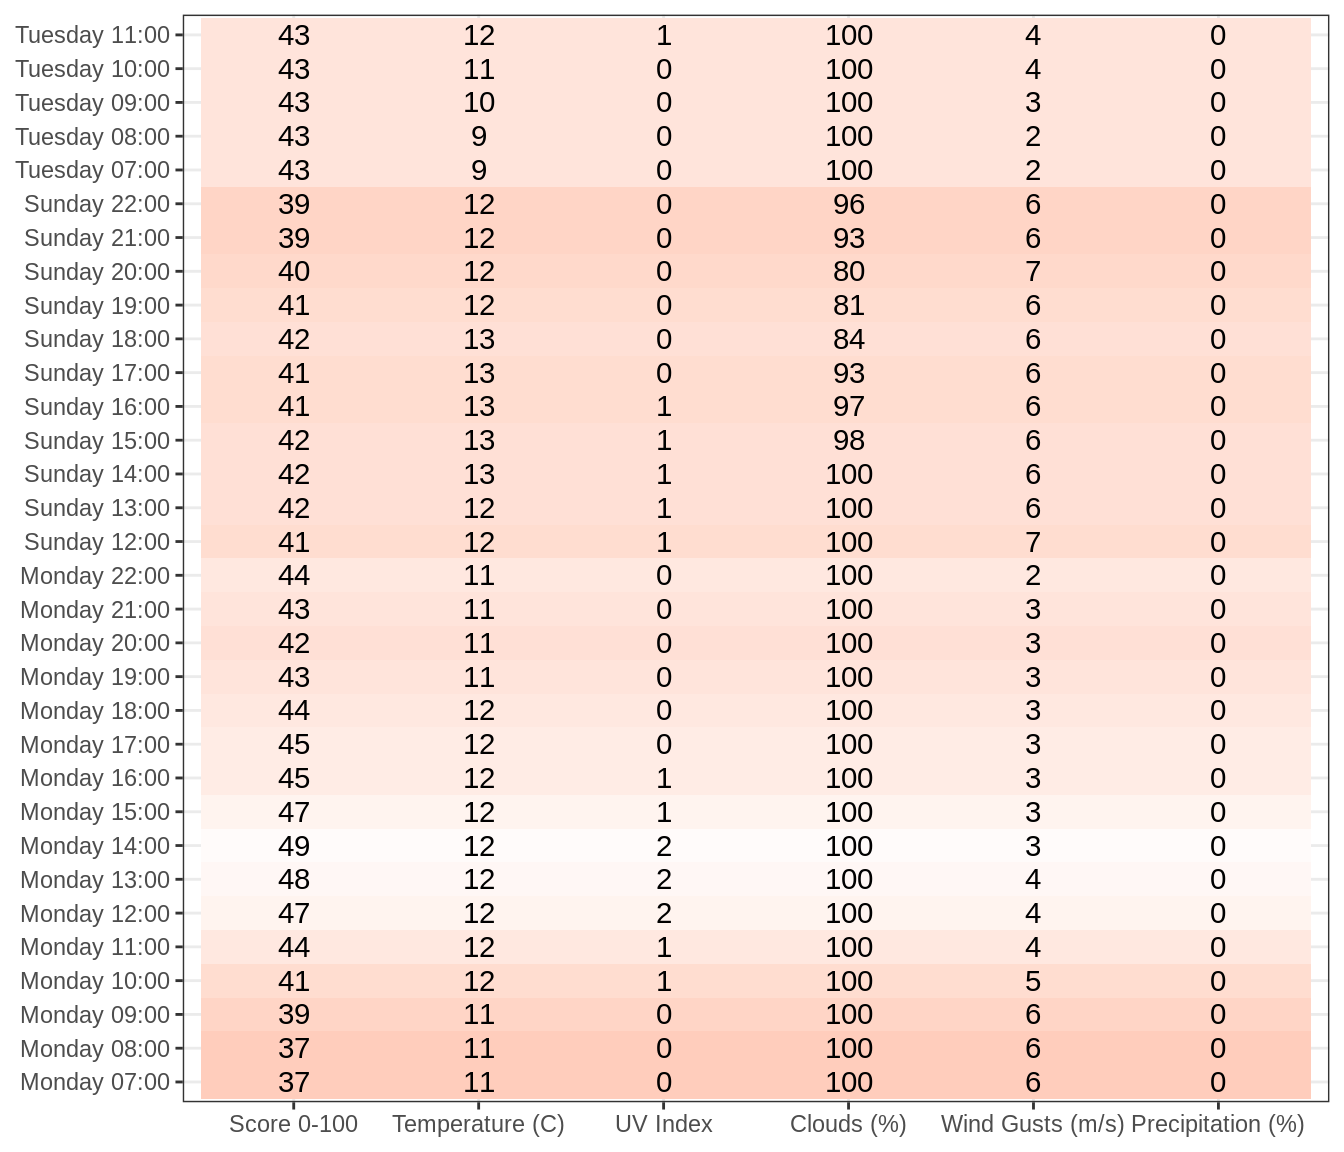 Tuesday 11:00 43 12 1 100 4 0
Tuesday 10:00 43 11 0 100 4 0
Tuesday 09:00 43 10 0 100 3 0
Tuesday 08:00 43 9 0 100 2 0
Tuesday 07:00 43 9 0 100 2 0
Sunday 22:00 39 12 0 96 6 0
Sunday 21:00 39 12 0 93 6 0
Sunday 20:00 40 12 0 80 7 0
Sunday 19:00 41 12 0 81 6 0
Sunday 18:00 42 13 0 84 6 0
Sunday 17:00 41 13 0 93 6 0
Sunday 16:00 41 13 1 97 6 0
Sunday 15:00 42 13 1 98 6 0
Sunday 14:00 42 13 1 100 6 0
Sunday 13:00 42 12 1 100 6 0
Sunday 12:00 41 12 1 100 7 0
Monday 22:00 44 11 0 100 2 0
Monday 21:00 43 11 0 100 3 0
Monday 20:00 42 11 0 100 3 0
Monday 19:00 43 11 0 100 3 0
Monday 18:00 44 12 0 100 3 0
Monday 17:00 45 12 0 100 3 0
Monday 16:00 45 12 1 100 3 0
Monday 15:00 47 12 1 100 3 0
Monday 14:00 49 12 2 100 3 0
Monday 13:00 48 12 2 100 4 0
Monday 12:00 47 12 2 100 4 0
Monday 11:00 44 12 1 100 4 0
Monday 10:00 41 12 1 100 5 0
Monday 09:00 39 11 0 100 6 0
Monday 08:00 37 11 0 100 6 0
Monday 07:00 37 11 0 100 6 0
Score 0-100 Temperature (C) UV Index Clouds (%) Wind Gusts (m/s) Precipitation (%)